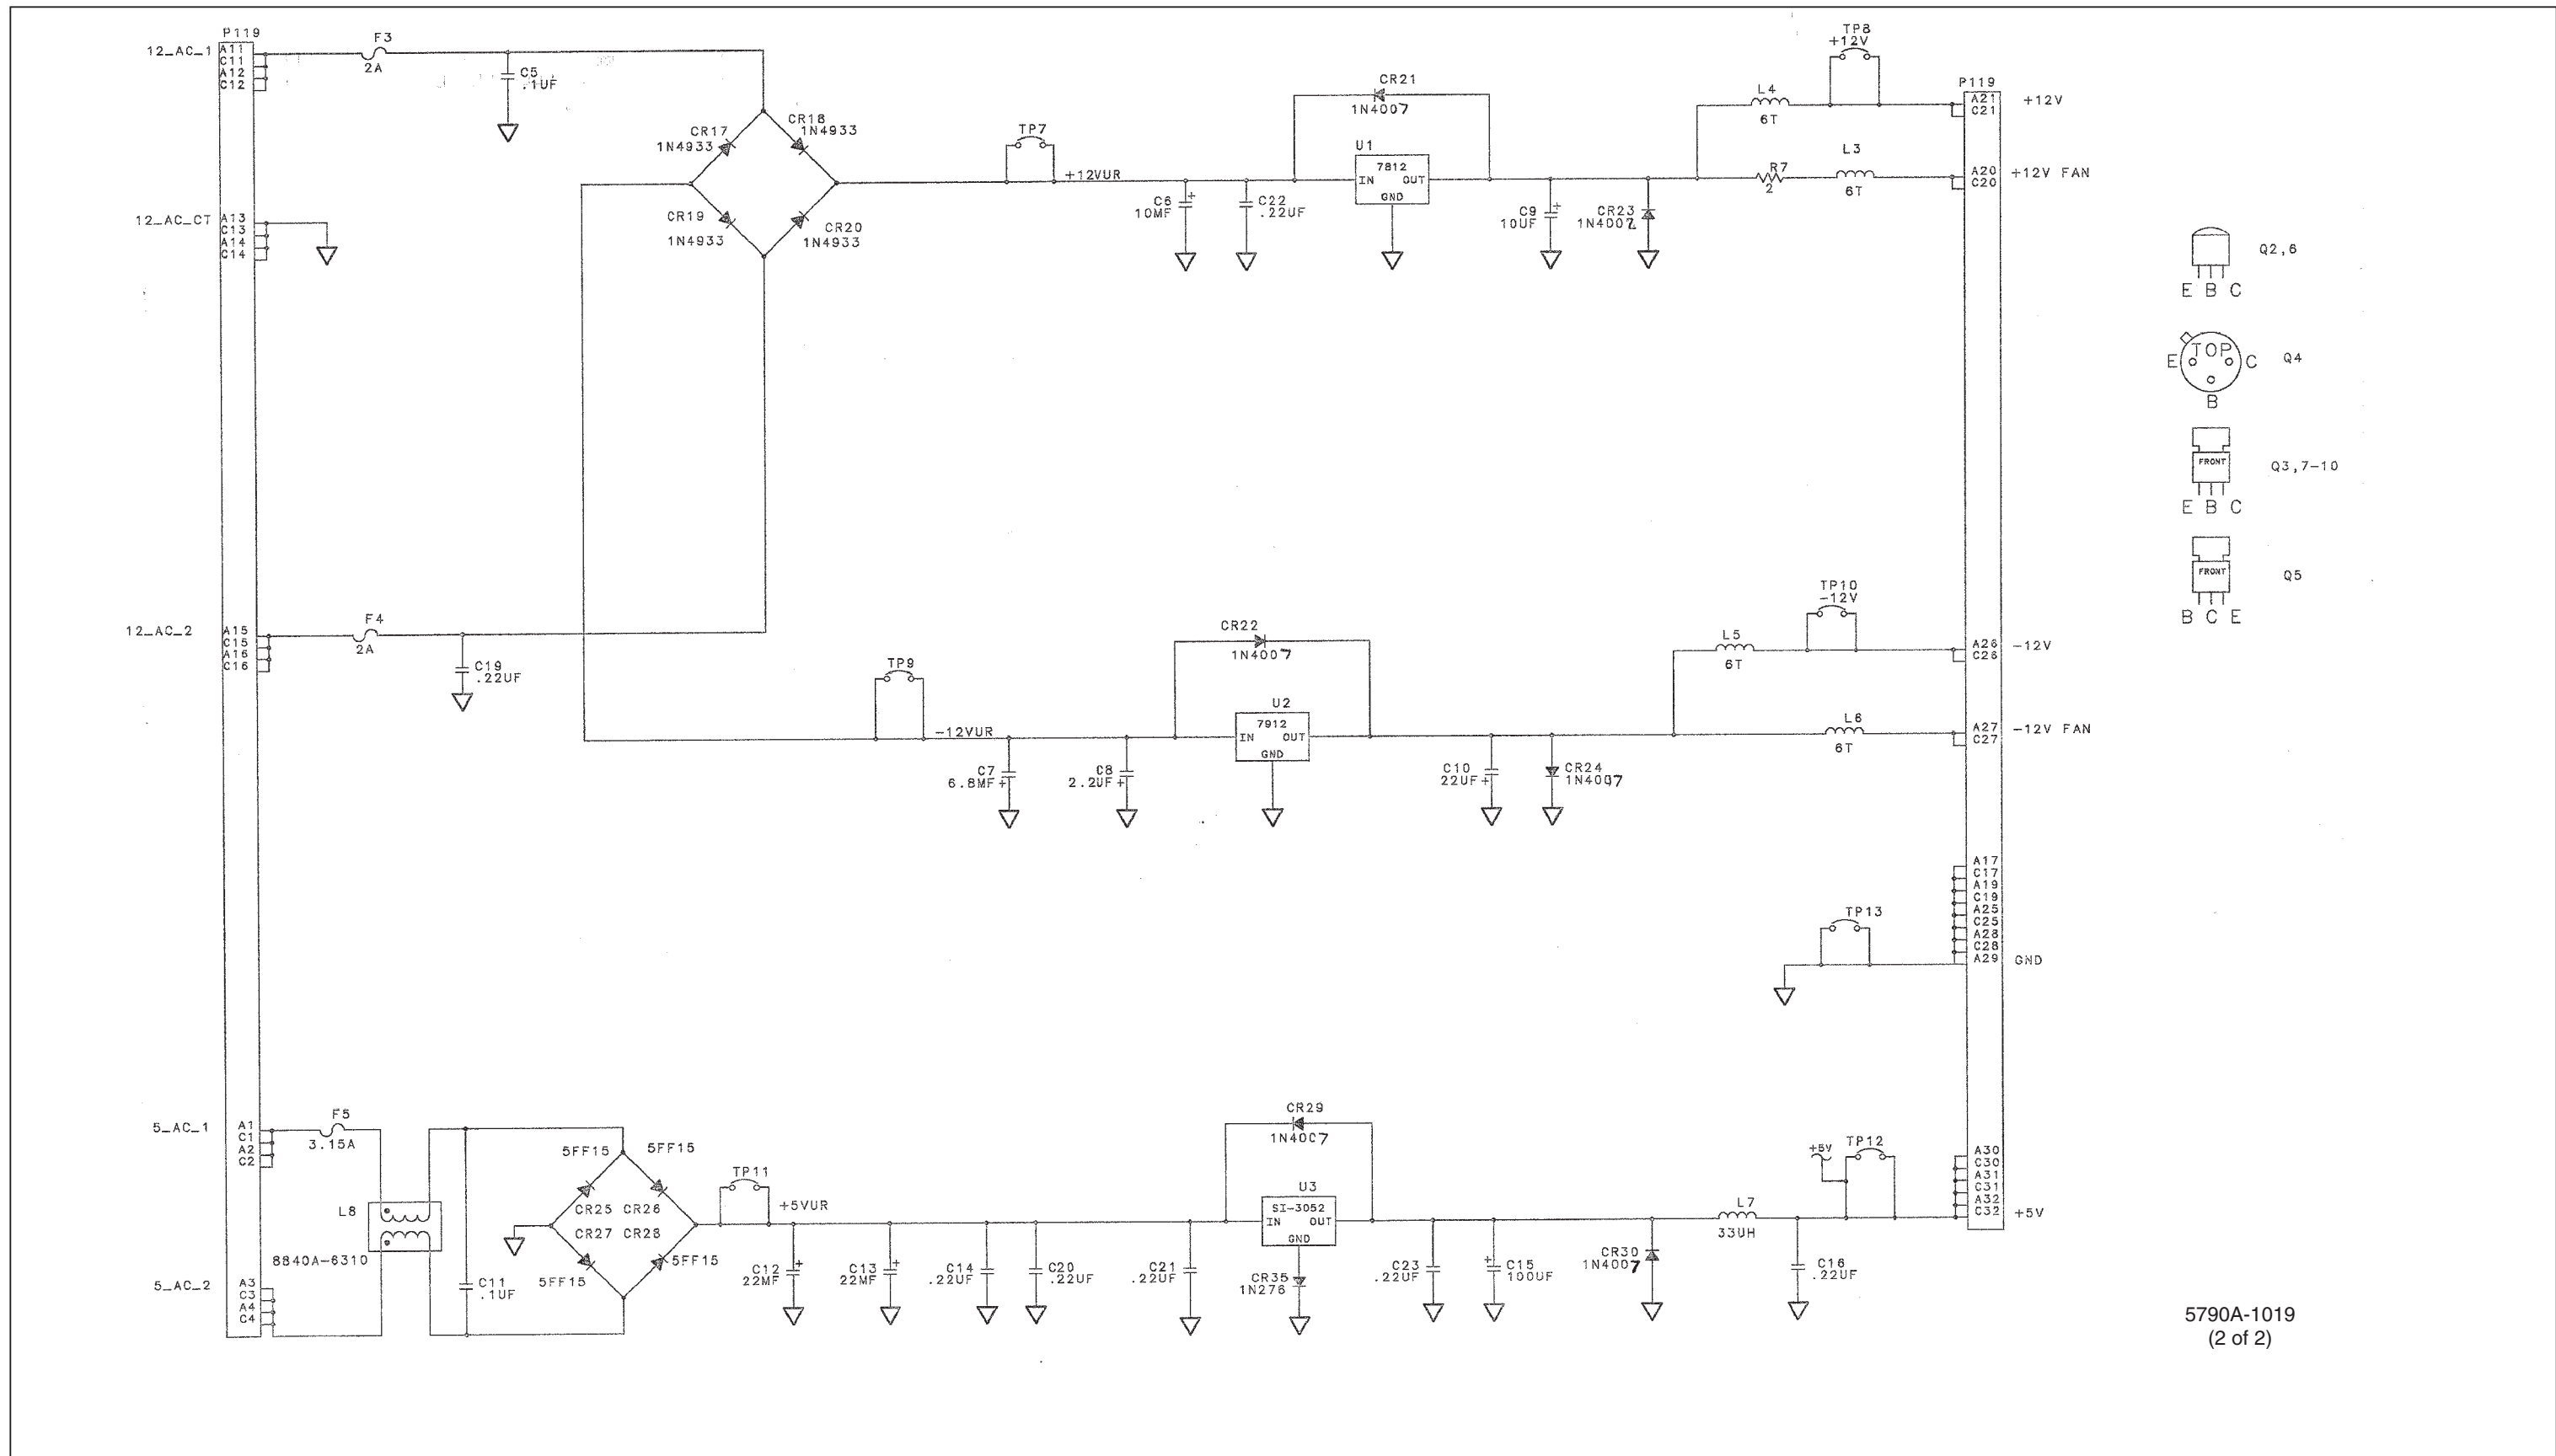 P119
12_AC_1
A11
C11
A12
C12
F3
2A
C5
.1UF
12_AC_CT
A13
C13
A14
C14
CR17
1N4933
CR18
1N4933
CR19
1N4933
CR20
1N4933
TP7
+12VUR
C6
10MF
+
C22
.22UF
CR21
1N4007
U1
7812
IN OUT
GND
C9
10UF
+
CR23
1N4007
L4
6T
TP8
+12V
R7
2
L3
6T
P119
A21
C21
+12V
A20
C20
+12V FAN
Q2,6
E B C
TOP
E C
B
Q4
FRONT
Q3,7-10
E B C
FRONT
Q5
B C E
12_AC_2
A15
C15
A16
C16
F4
2A
C19
.22UF
TP9
-12VUR
C7
6.8MF
+
C8
2.2UF
+
CR22
1N4007
U2
7912
IN OUT
GND
C10
22UF
+
CR24
1N4007
L5
6T
TP10
-12V
L6
6T
A26
C26
-12V
A27
C27
-12V FAN
A17
C17
A19
C19
A25
C25
A28
C28
A29
GND
TP13
5_AC_1
A1
C1
A2
C2
F5
3.15A
L8
8840A-6310
5_AC_2
A3
C3
A4
C4
C11
.1UF
5FF15
5FF15
CR25 CR26
CR27 CR28
5FF15
5FF15
TP11
+5VUR
C12
22MF
+
C13
22MF
+
C14
.22UF
C20
.22UF
C21
.22UF
CR29
1N4007
U3
SI-3052
IN OUT
GND
CR35
1N276
C23
.22UF
C15
100UF
+
CR30
1N4007
L7
33UH
C16
.22UF
+5V
TP12
A30
C30
A31
C31
A32
C32
+5V
5790A-1019
(2 of 2)